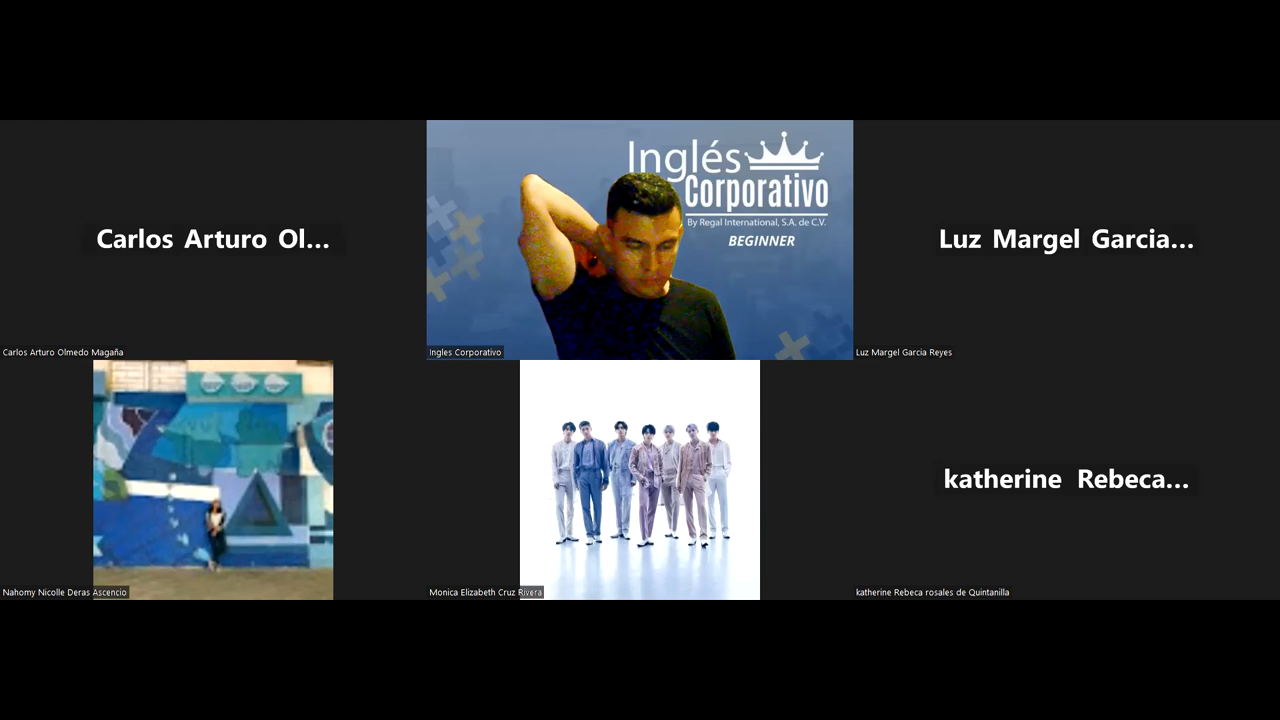 Carlos Arturo Ol...
Carlos Arturo Olmedo Magaña
Inglés
Corporativo
By Regal International, S.A. de C.V.
BEGINNER
Ingles Corporativo
Luz Margel Garcia...
Luz Margel Garcia Reyes
Nahomy Nicolle Deras Ascencio
Monica Elizabeth Cruz Rivera
katherine Rebeca...
katherine Rebeca rosales de Quintanilla